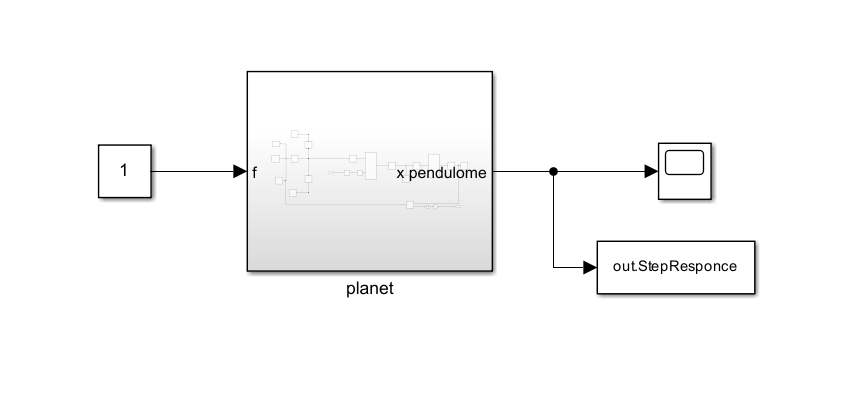 1
f
x pendulome
out.StepResponce
planet